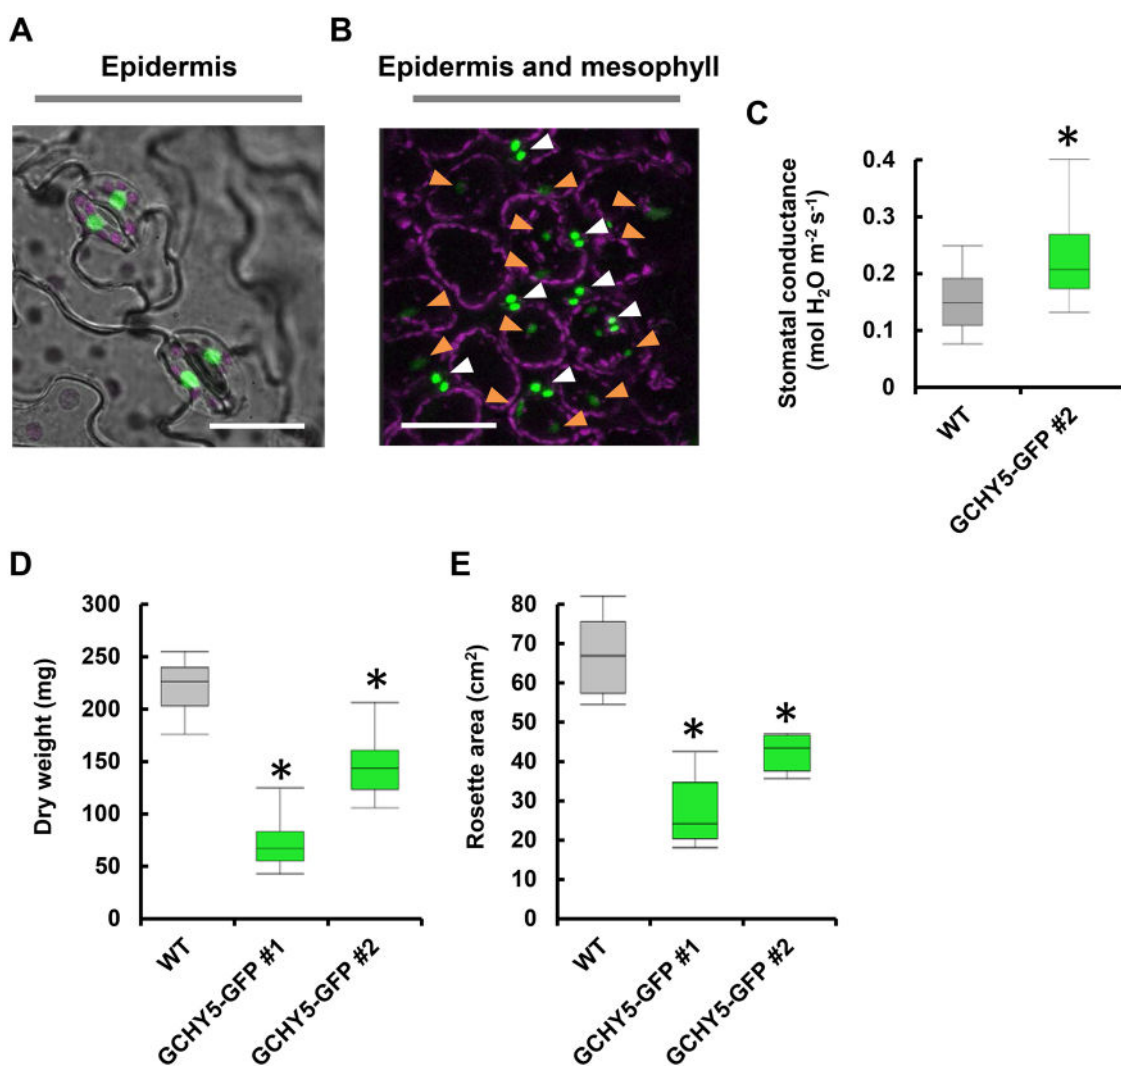 A
Epidermis
B
Epidermis and mesophyll
C
Stomatal conductance
(mol H₂O m⁻² s⁻¹)
0.4
0.3
0.2
0.1
0
*
WT
GCHY5-GFP #2
D
Dry weight (mg)
300
250
200
150
100
50
0
*
*
WT
GCHY5-GFP #1
GCHY5-GFP #2
E
Rosette area (cm²)
80
70
60
50
40
30
20
10
0
*
*
WT
GCHY5-GFP #1
GCHY5-GFP #2